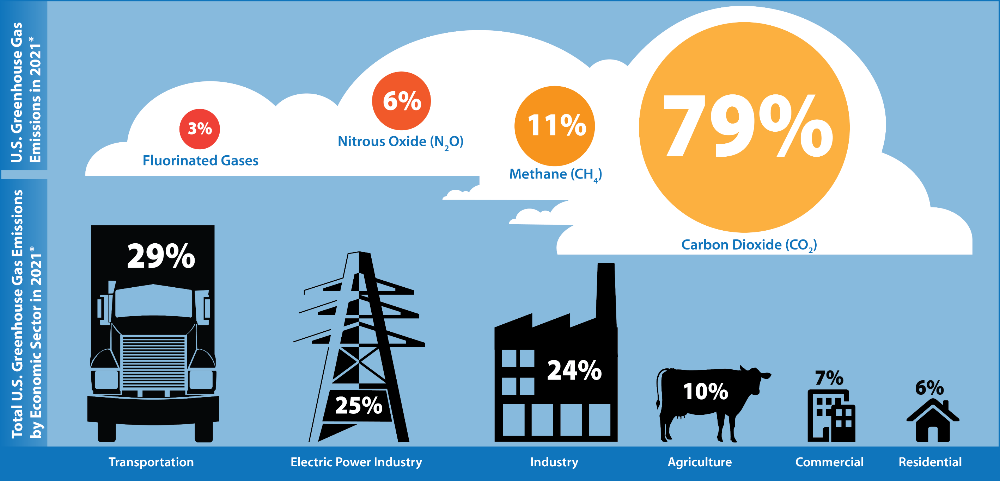 U.S. Greenhouse Gas
Emissions in 2021*
3%
Fluorinated Gases
6%
Nitrous Oxide (N₂O)
11%
Methane (CH₄)
79%
Carbon Dioxide (CO₂)
Total U.S. Greenhouse Gas Emissions
by Economic Sector in 2021*
29%
25%
24%
10%
7%
6%
Transportation
Electric Power Industry
Industry
Agriculture
Commercial
Residential